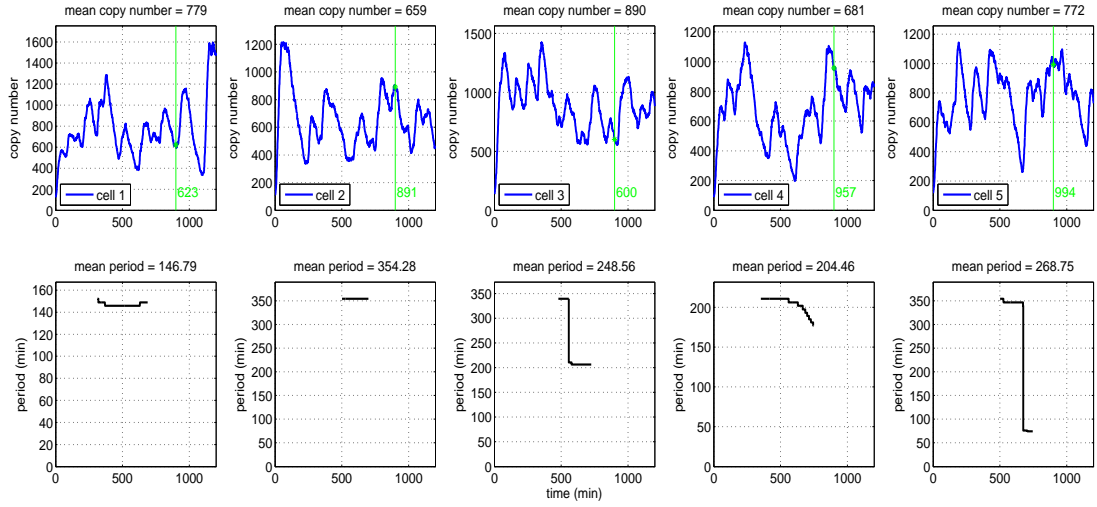 mean copy number = 779
mean copy number = 659
mean copy number = 890
mean copy number = 681
mean copy number = 772
copy number
1600
1400
1200
1000
800
600
400
200
0
cell 1
623
0 500 1000
copy number
1200
1000
800
600
400
200
0
cell 2
891
0 500 1000
copy number
1500
1000
500
0
cell 3
600
0 500 1000
copy number
1200
1000
800
600
400
200
0
cell 4
957
0 500 1000
copy number
1200
1000
800
600
400
200
0
cell 5
994
0 500 1000
mean period = 146.79
mean period = 354.28
mean period = 248.56
mean period = 204.46
mean period = 268.75
period (min)
160
140
120
100
80
60
40
20
0
0 500 1000
period (min)
350
300
250
200
150
100
50
0
0 500 1000
period (min)
350
300
250
200
150
100
50
0
0 500 1000
time (min)
period (min)
200
150
100
50
0
0 500 1000
period (min)
350
300
250
200
150
100
50
0
0 500 1000